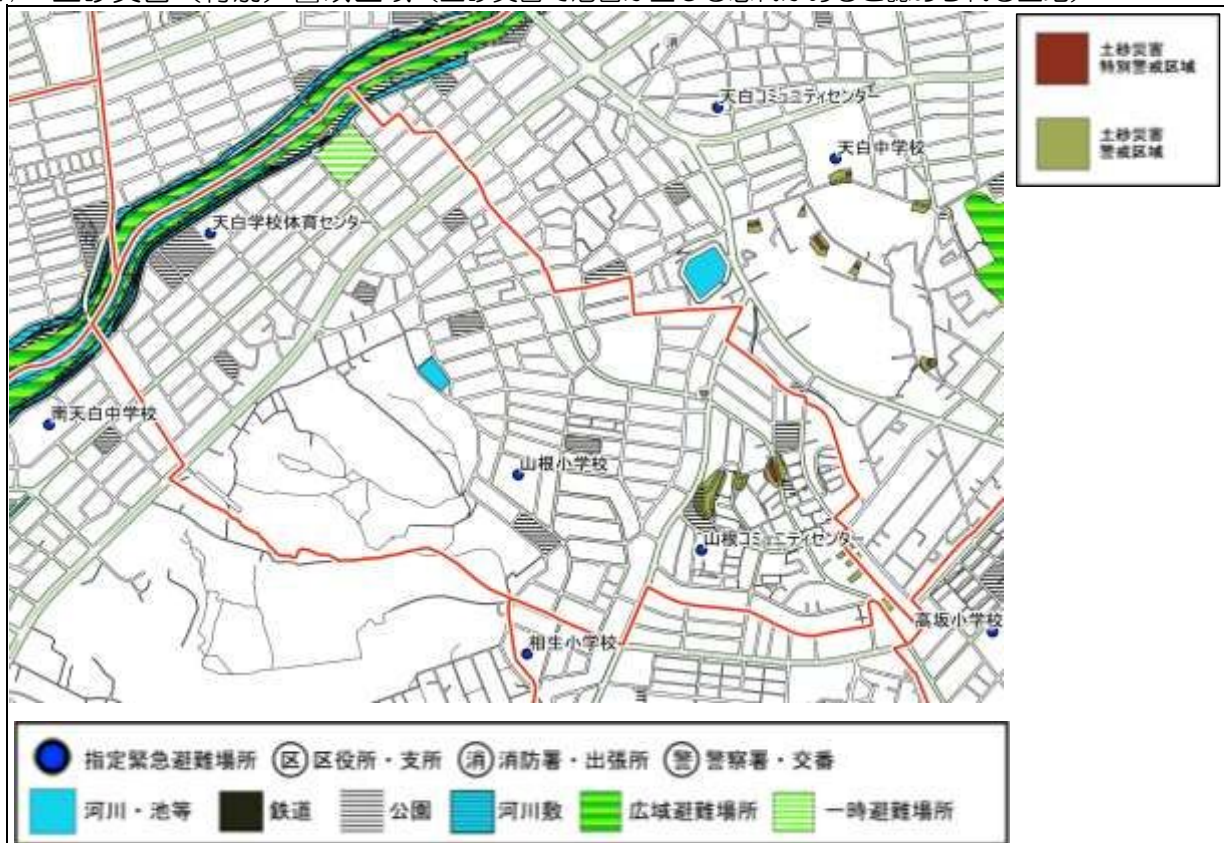 土砂災害
特別警戒区域
土砂災害
警戒区域
消
天白コミュニティセンター
天白中学校
天白学校体育センター
南天白中学校
山根小学校
山根コミュニティセンター
高坂小学校
相生小学校
指定緊急避難場所 区 区役所・支所 消 消防署・出張所 警 警察署・交番
河川・池等 鉄道 公園 河川敷 広域避難場所 一時避難場所